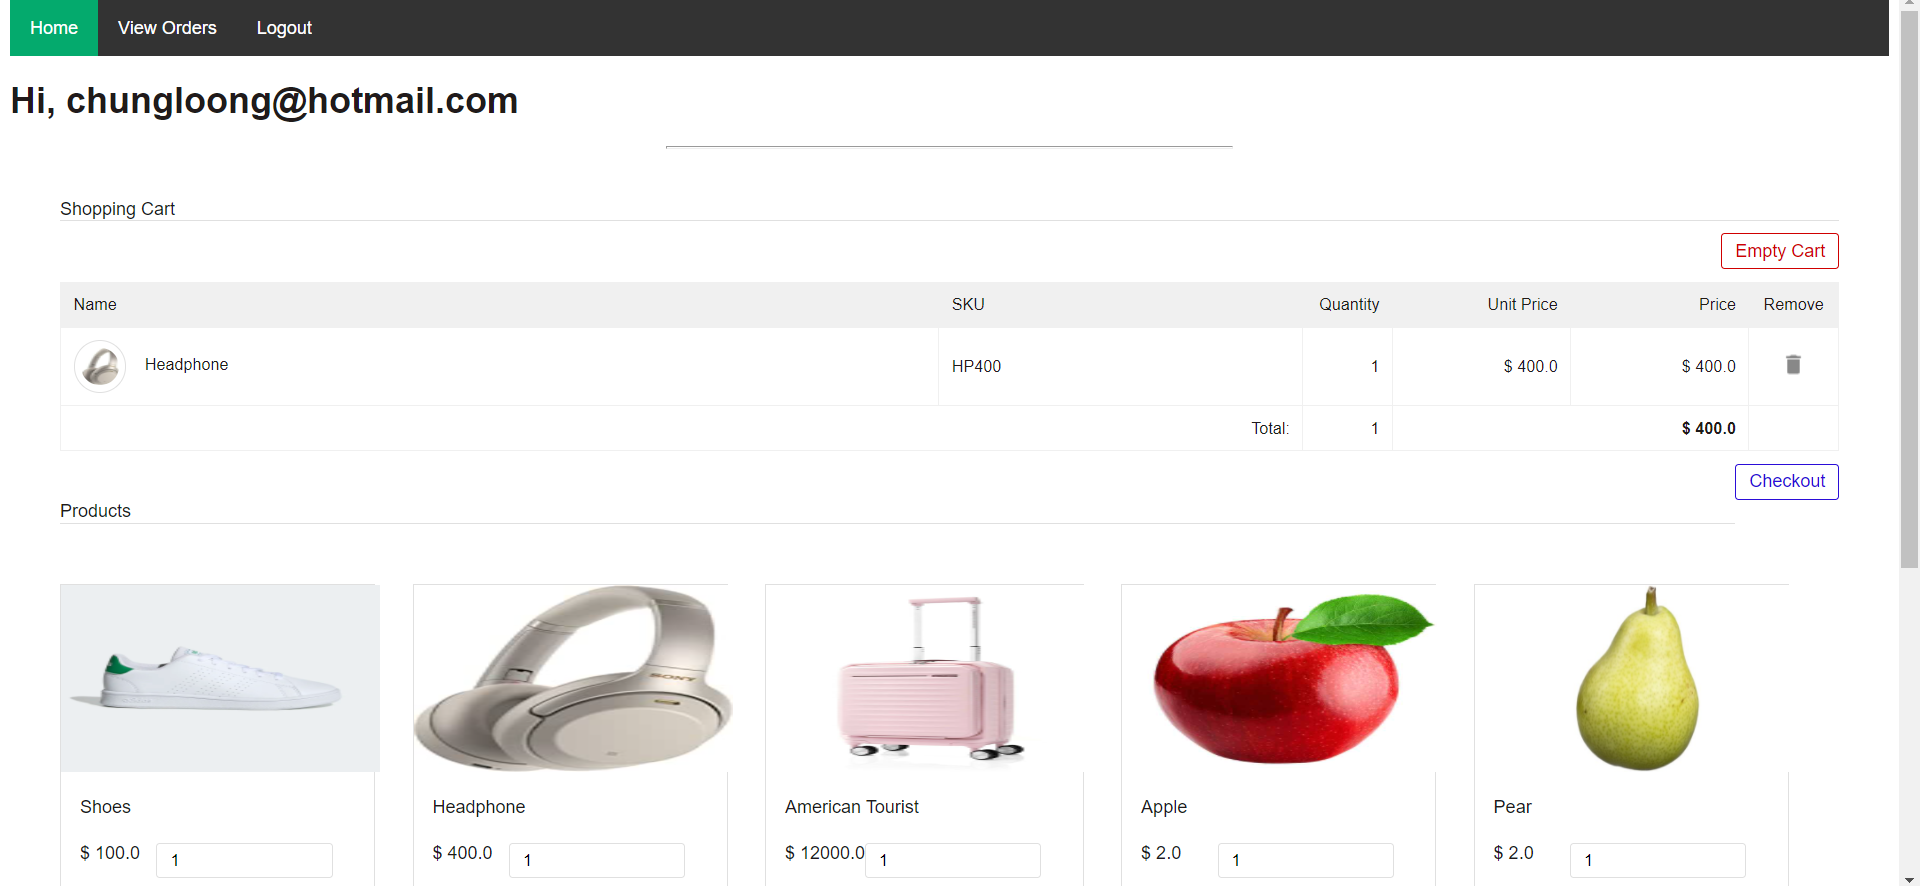 Home View Orders Logout
Hi, chungloong@hotmail.com
Shopping Cart
Empty Cart
Name SKU Quantity Unit Price Price Remove
Headphone HP400 1 $ 400.0 $ 400.0
Total: 1 $ 400.0
Checkout
Products
SONY
Shoes Headphone American Tourist Apple Pear
$ 100.0 1 $ 400.0 1 $ 12000.0 1 $ 2.0 1 $ 2.0 1